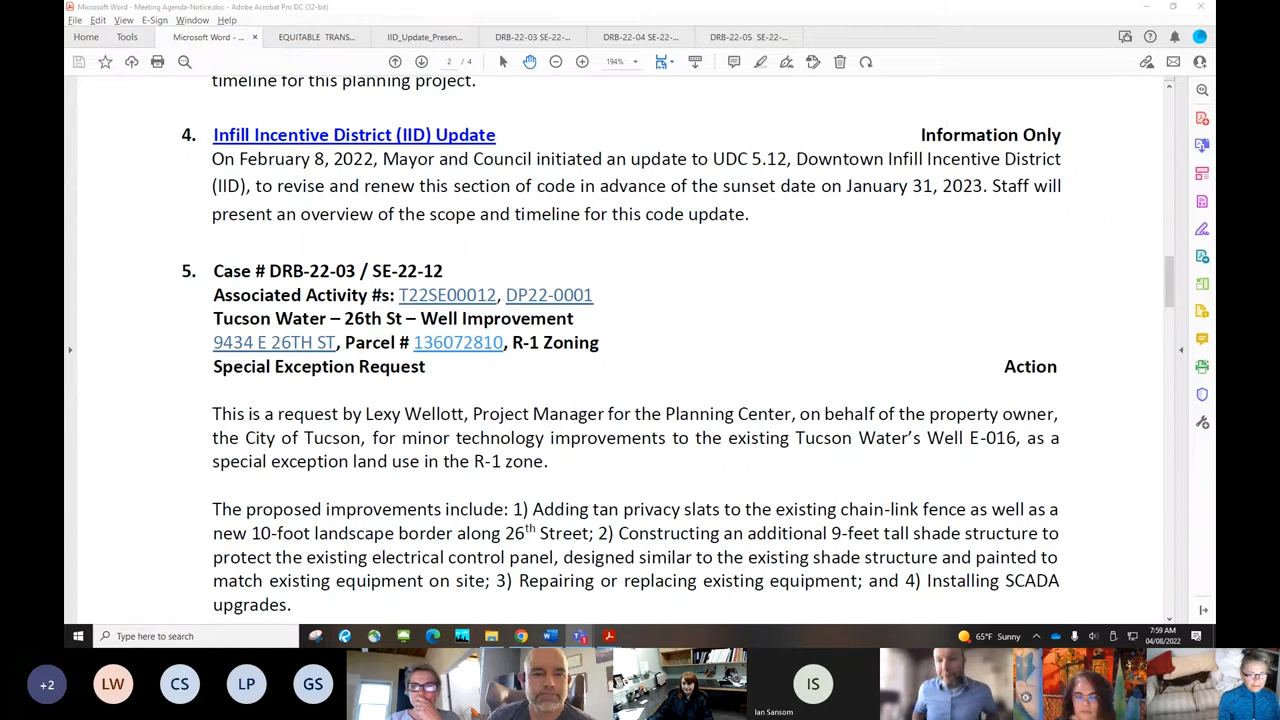 Microsoft Word - Meeting Agenda-Notice.doc - Adobe Acrobat Pro DC (32-bit)
File Edit View E-Sign Window Help
Home Tools Microsoft Word - ... × EQUITABLE TRANS... IID_Update_Presen... DRB-22-03 SE-22-... DRB-22-04 SE-22-... DRB-22-05 SE-22-...
2 / 4 194%
timeline for this planning project.
4. Infill Incentive District (IID) Update Information Only
On February 8, 2022, Mayor and Council initiated an update to UDC 5.12, Downtown Infill Incentive District
(IID), to revise and renew this section of code in advance of the sunset date on January 31, 2023. Staff will
present an overview of the scope and timeline for this code update.
5. Case # DRB-22-03 / SE-22-12
Associated Activity #s: T22SE00012, DP22-0001
Tucson Water – 26th St – Well Improvement
9434 E 26TH ST, Parcel # 136072810, R-1 Zoning
Special Exception Request Action
This is a request by Lexy Wellott, Project Manager for the Planning Center, on behalf of the property owner,
the City of Tucson, for minor technology improvements to the existing Tucson Water’s Well E-016, as a
special exception land use in the R-1 zone.
The proposed improvements include: 1) Adding tan privacy slats to the existing chain-link fence as well as a
new 10-foot landscape border along 26th Street; 2) Constructing an additional 9-feet tall shade structure to
protect the existing electrical control panel, designed similar to the existing shade structure and painted to
match existing equipment on site; 3) Repairing or replacing existing equipment; and 4) Installing SCADA
upgrades.
Type here to search 65°F Sunny 7:59 AM
04/08/2022
+2 LW CS LP GS IS
Ian Sansom